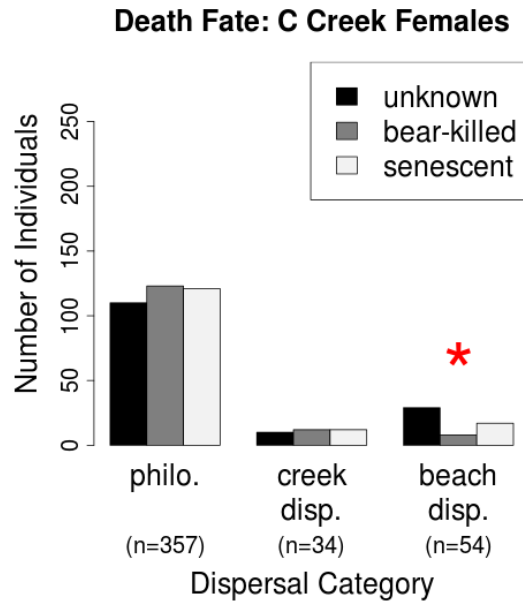 Death Fate: C Creek Females
unknown
bear-killed
senescent
Number of Individuals
250
200
150
100
50
0
*
philo.
creek
disp.
beach
disp.
(n=357)
(n=34)
(n=54)
Dispersal Category